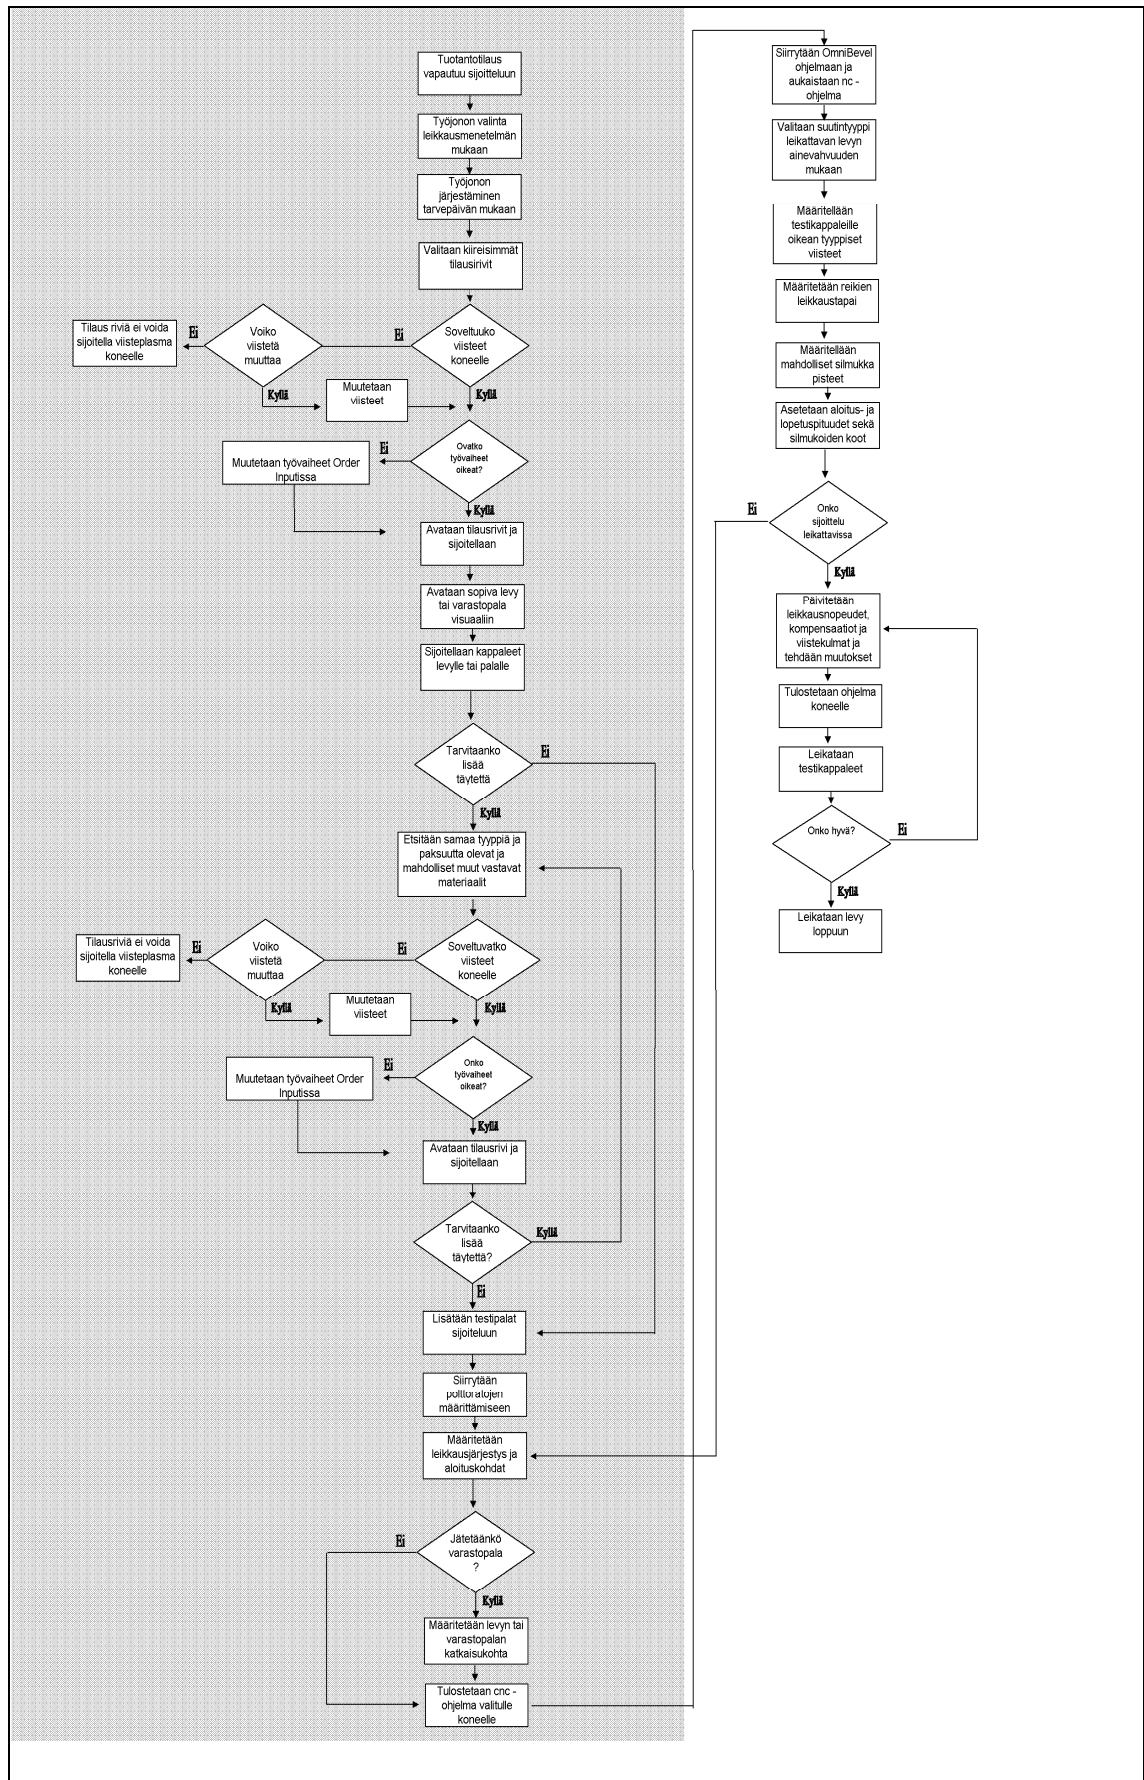 Tuotantotilaus
vapautuu sijoitteluun
Työjonon valinta
leikkausmenetelmän
mukaan
Työjonon
järjestäminen
tarvepäivän mukaan
Valitaan kiireisimmät
tilausrivit
Soveltuuko
viisteet
koneelle
Ei
Voiko
viistetä
muuttaa
Ei
Tilaus riviä ei voida
sijoitella viisteplasma
koneelle
Kyllä
Muutetaan
viisteet
Kyllä
Ovatko
työvaiheet
oikeat?
Ei
Muutetaan työvaiheet Order
Inputissa
Kyllä
Avataan tilausrivit ja
sijoitellaan
Avataan sopiva levy
tai varastopala
visuaaliin
Sijoitellaan kappaleet
levylle tai palalle
Tarvitaanko
lisää
täytettä
Ei
Kyllä
Etsitään samaa tyyppiä ja
paksuutta olevat ja
mahdolliset muut vastavat
materiaalit
Soveltuvatko
viisteet
koneelle
Ei
Voiko
viistetä
muuttaa
Ei
Tilausriviä ei voida
sijoitella viisteplasma
koneelle
Kyllä
Muutetaan
viisteet
Kyllä
Onko
työvaiheet
oikeat?
Ei
Muutetaan työvaiheet Order
Inputissa
Kyllä
Avataan tilausrivi ja
sijoitellaan
Tarvitaanko
lisää
täytettä?
Kyllä
Ei
Lisätään testipalat
sijoiteluun
Siirrytään
polttoratojen
määrittämiseen
Määritetään
leikkausjärjestys ja
aloituskohdat
Jätetäänkö
varastopala
?
Ei
Kyllä
Määritetään levyn tai
varastopalan
katkaisukohta
Tulostetaan cnc -
ohjelma valitulle
koneelle
Siirrytään OmniBevel
ohjelmaan ja
aukaistaan nc -
ohjelma
Valitaan suutintyyppi
leikattavan levyn
ainevahvuuden
mukaan
Määritellään
testikappaleille
oikean tyyppiset
viisteet
Määritetään reikien
leikkaustapai
Määritellään
mahdolliset silmukka
pisteet
Asetetaan aloitus- ja
lopetuspituudet sekä
silmukoiden koot
Onko
sijoittelu
leikattavissa
Ei
Kyllä
Päivitetään
leikkausnopeudet,
kompensaatiot ja
viistekulmat ja
tehdään muutokset
Tulostetaan ohjelma
koneelle
Leikataan
testikappaleet
Onko hyvä?
Ei
Kyllä
Leikataan levy
loppuun